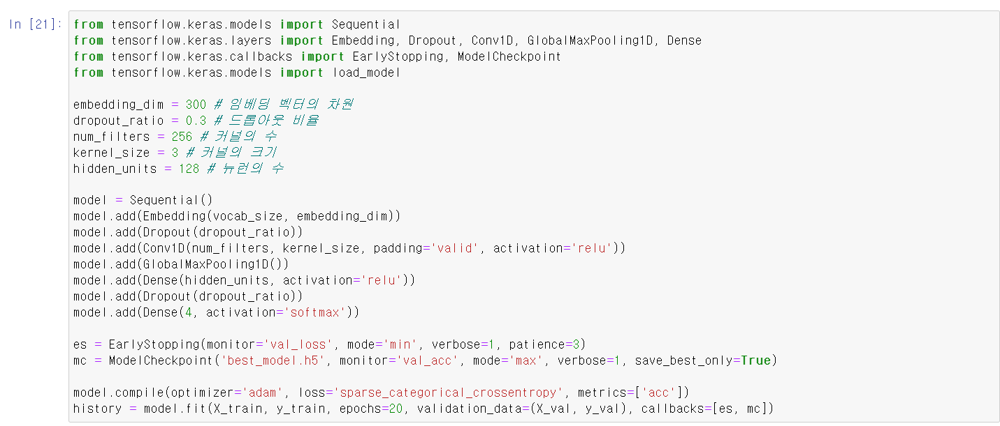 In [21]: from tensorflow.keras.models import Sequential
from tensorflow.keras.layers import Embedding, Dropout, Conv1D, GlobalMaxPooling1D, Dense
from tensorflow.keras.callbacks import EarlyStopping, ModelCheckpoint
from tensorflow.keras.models import load_model
embedding_dim = 300 # 임베딩 벡터의 차원
dropout_ratio = 0.3 # 드롭아웃 비율
num_filters = 256 # 커널의 수
kernel_size = 3 # 커널의 크기
hidden_units = 128 # 뉴런의 수
model = Sequential()
model.add(Embedding(vocab_size, embedding_dim))
model.add(Dropout(dropout_ratio))
model.add(Conv1D(num_filters, kernel_size, padding='valid', activation='relu'))
model.add(GlobalMaxPooling1D())
model.add(Dense(hidden_units, activation='relu'))
model.add(Dropout(dropout_ratio))
model.add(Dense(4, activation='softmax'))
es = EarlyStopping(monitor='val_loss', mode='min', verbose=1, patience=3)
mc = ModelCheckpoint('best_model.h5', monitor='val_acc', mode='max', verbose=1, save_best_only=True)
model.compile(optimizer='adam', loss='sparse_categorical_crossentropy', metrics=['acc'])
history = model.fit(X_train, y_train, epochs=20, validation_data=(X_val, y_val), callbacks=[es, mc])